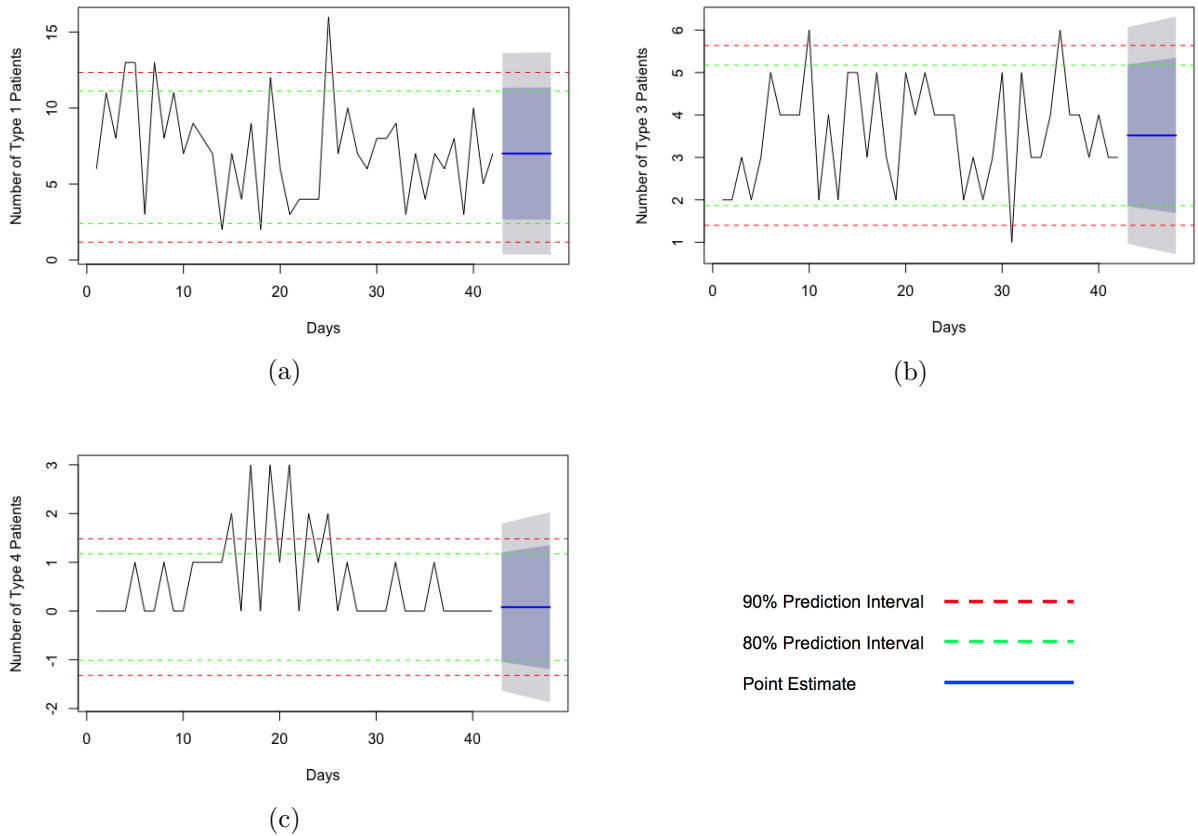 Number of Type 1 Patients
15
10
5
0
0 10 20 30 40
Days
(a)
Number of Type 3 Patients
6
5
4
3
2
1
0 10 20 30 40
Days
(b)
Number of Type 4 Patients
3
2
1
0
-1
-2
0 10 20 30 40
Days
(c)
90% Prediction Interval
80% Prediction Interval
Point Estimate